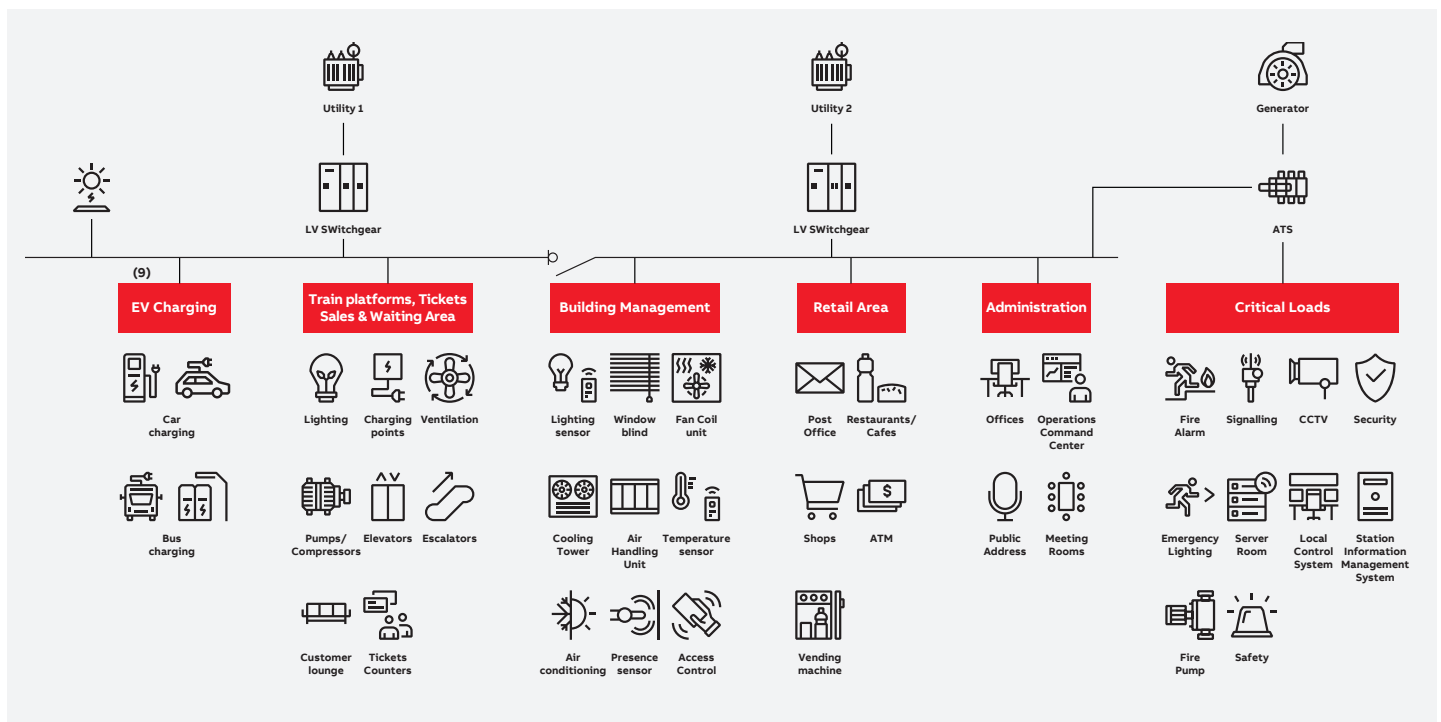 Utility 1
Utility 2
Generator
LV SWitchgear
LV SWitchgear
ATS
(9)
EV Charging
Train platforms, Tickets
Sales & Waiting Area
Building Management
Retail Area
Administration
Critical Loads
Car
charging
Lighting
Charging
points
Ventilation
Lighting
sensor
Window
blind
Fan Coil
unit
Post
Office
Restaurants/
Cafes
Offices
Operations
Command
Center
Fire
Alarm
Signalling
CCTV
Security
Bus
charging
Pumps/
Compressors
Elevators
Escalators
Cooling
Tower
Air
Handling
Unit
Temperature
sensor
Shops
$
ATM
Public
Address
Meeting
Rooms
Emergency
Lighting
Server
Room
Local
Control
System
Station
Information
Management
System
Customer
lounge
Tickets
Counters
Air
conditioning
Presence
sensor
Access
Control
Vending
machine
Fire
Pump
Safety